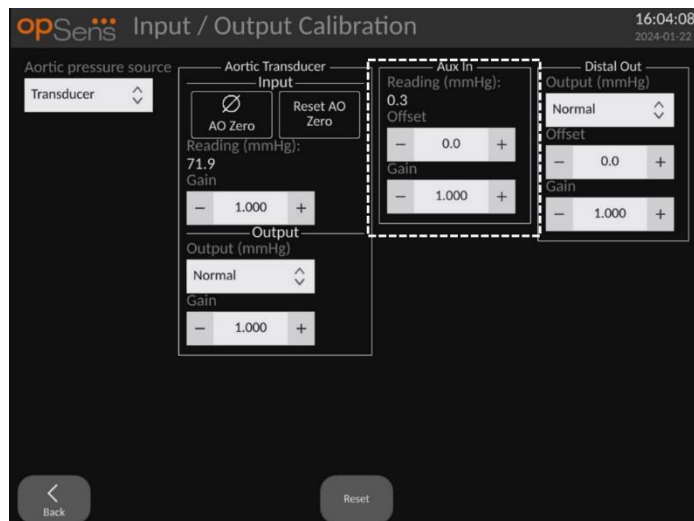 opSens Input / Output Calibration
16:04:08
2024-01-22
Aortic pressure source
Transducer
Aortic Transducer
Input
AO Zero
Reset AO
Zero
Reading (mmHg):
71.9
Gain
− 1.000 +
Output
Output (mmHg)
Normal
Gain
− 1.000 +
Aux In
Reading (mmHg):
0.3
Offset
− 0.0 +
Gain
− 1.000 +
Distal Out
Output (mmHg)
Normal
Offset
− 0.0 +
Gain
− 1.000 +
Back
Reset